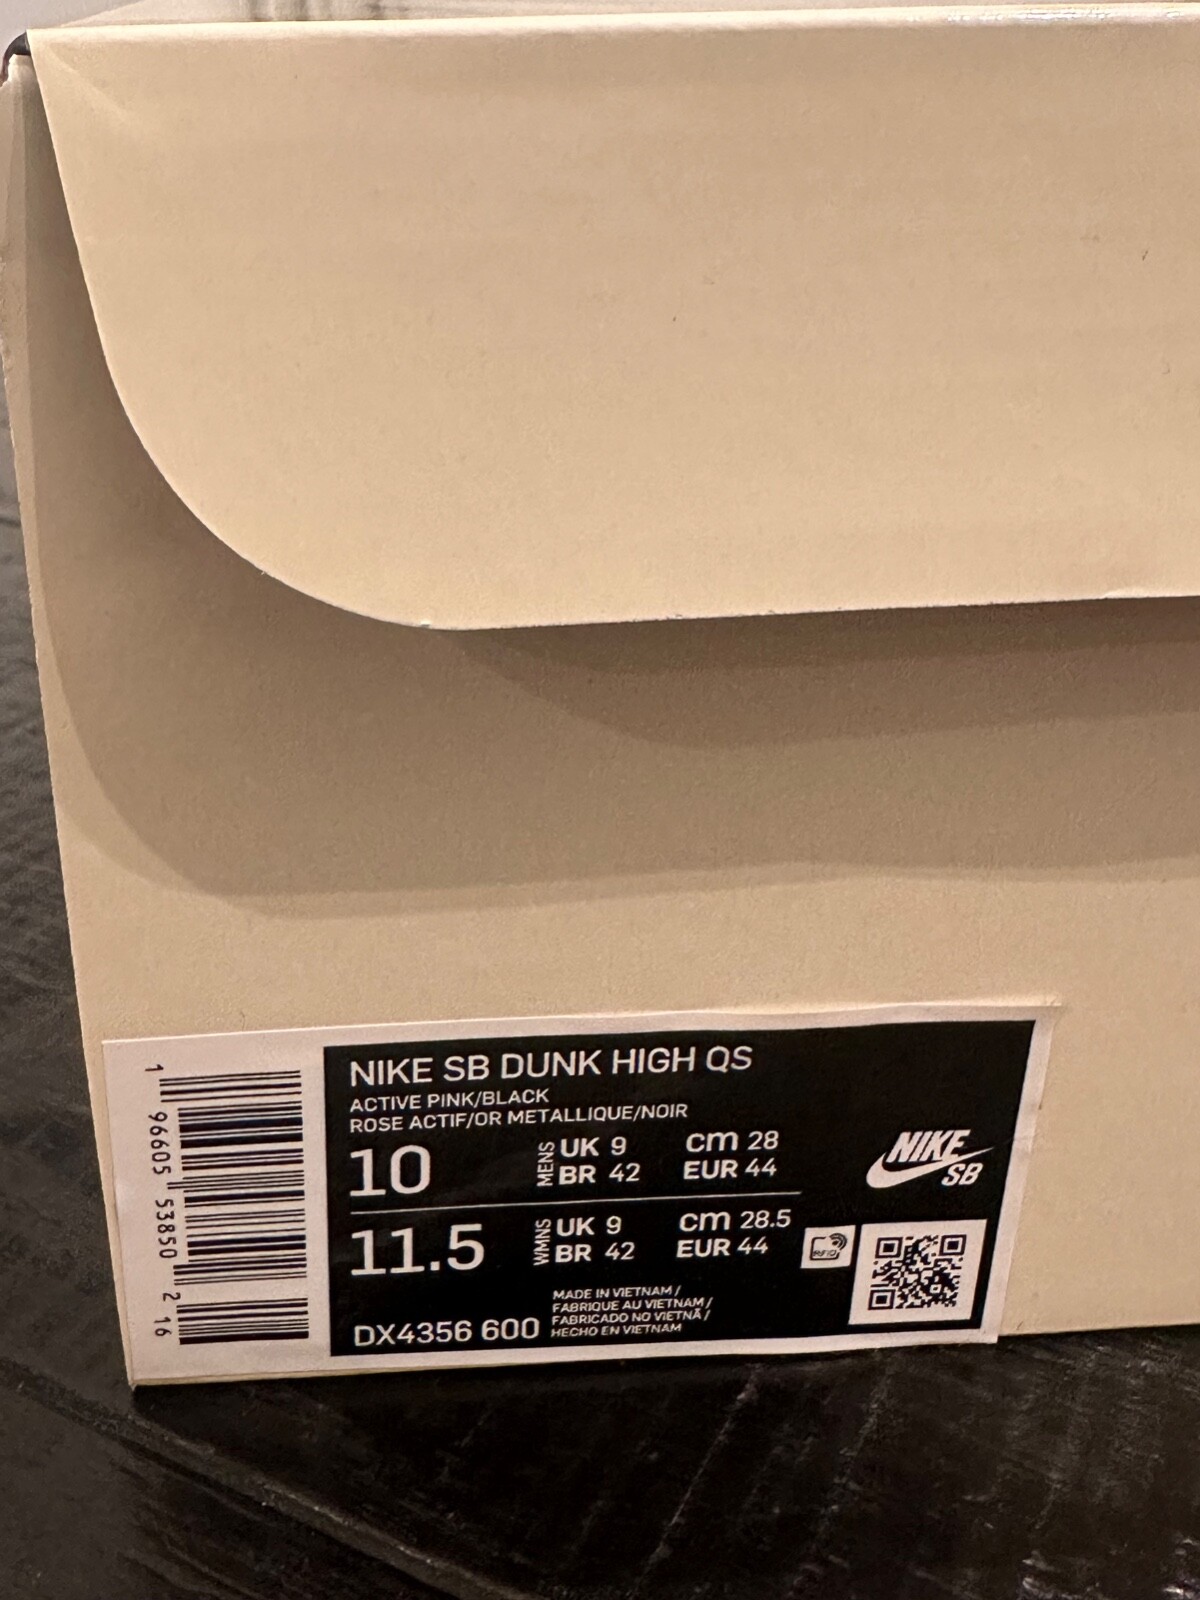 1 96605 53850 2 16
NIKE SB DUNK HIGH QS
ACTIVE PINK/BLACK
ROSE ACTIF/OR METALLIQUE/NOIR
10 MENS UK 9 cm 28
BR 42 EUR 44
11.5 WMNS UK 9 cm 28.5
BR 42 EUR 44
DX4356 600
MADE IN VIETNAM /
FABRIQUE AU VIETNAM /
FABRICADO NO VIETNÃ /
HECHO EN VIETNAM
NIKE
SB
RFID